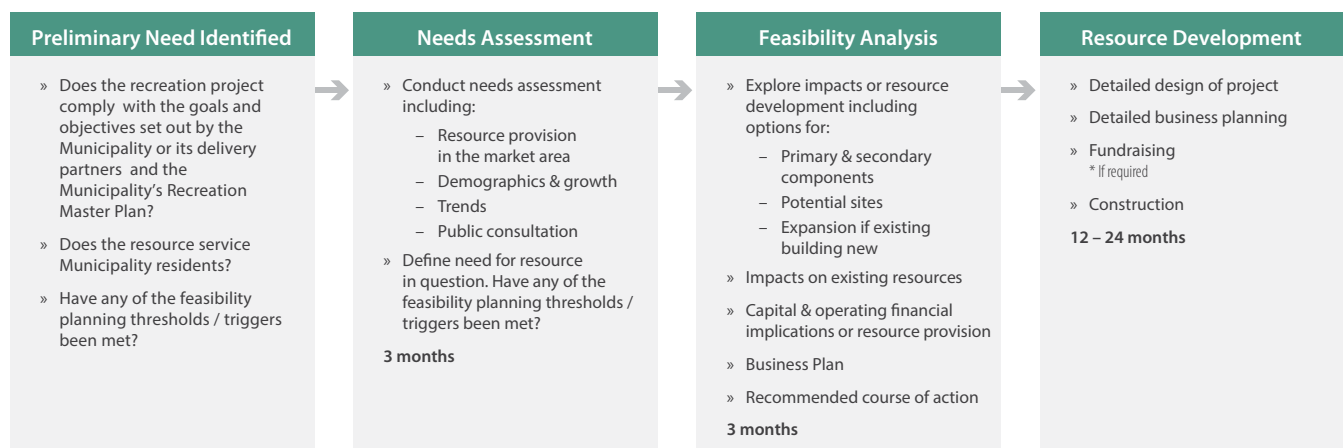 Preliminary Need Identified
» Does the recreation project
comply with the goals and
objectives set out by the
Municipality or its delivery
partners and the
Municipality's Recreation
Master Plan?
» Does the resource service
Municipality residents?
» Have any of the feasibility
planning thresholds / triggers
been met?
Needs Assessment
» Conduct needs assessment
including:
– Resource provision
in the market area
– Demographics & growth
– Trends
– Public consultation
» Define need for resource
in question. Have any of the
feasibility planning thresholds /
triggers been met?
3 months
Feasibility Analysis
» Explore impacts or resource
development including
options for:
– Primary & secondary
components
– Potential sites
– Expansion if existing
building new
» Impacts on existing resources
» Capital & operating financial
implications or resource provision
» Business Plan
» Recommended course of action
3 months
Resource Development
» Detailed design of project
» Detailed business planning
» Fundraising
* If required
» Construction
12 – 24 months